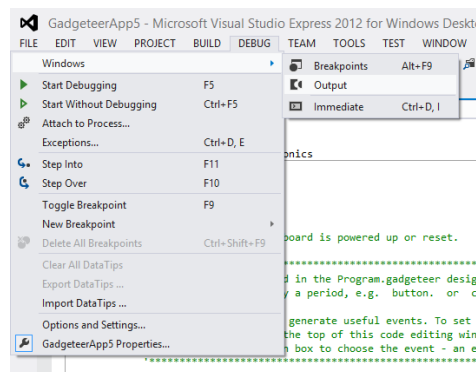 GadgeteerApp5 - Microsoft Visual Studio Express 2012 for Windows Deskt
FILE EDIT VIEW PROJECT BUILD DEBUG TEAM TOOLS TEST WINDOW
Windows
Breakpoints Alt+F9
Output
Immediate Ctrl+D, I
Start Debugging F5
Start Without Debugging Ctrl+F5
Attach to Process...
Exceptions... Ctrl+D, E
Step Into F11
Step Over F10
Toggle Breakpoint F9
New Breakpoint
Delete All Breakpoints Ctrl+Shift+F9
Clear All DataTips
Export DataTips ...
Import DataTips ...
Options and Settings...
GadgeteerApp5 Properties...
onics
board is powered up or reset.
*******************************
d in the Program.gadgeteer desig
y a period, e.g. button. or c
generate useful events. To set
the top of this code editing win
n box to choose the event - an e
'*******************************************